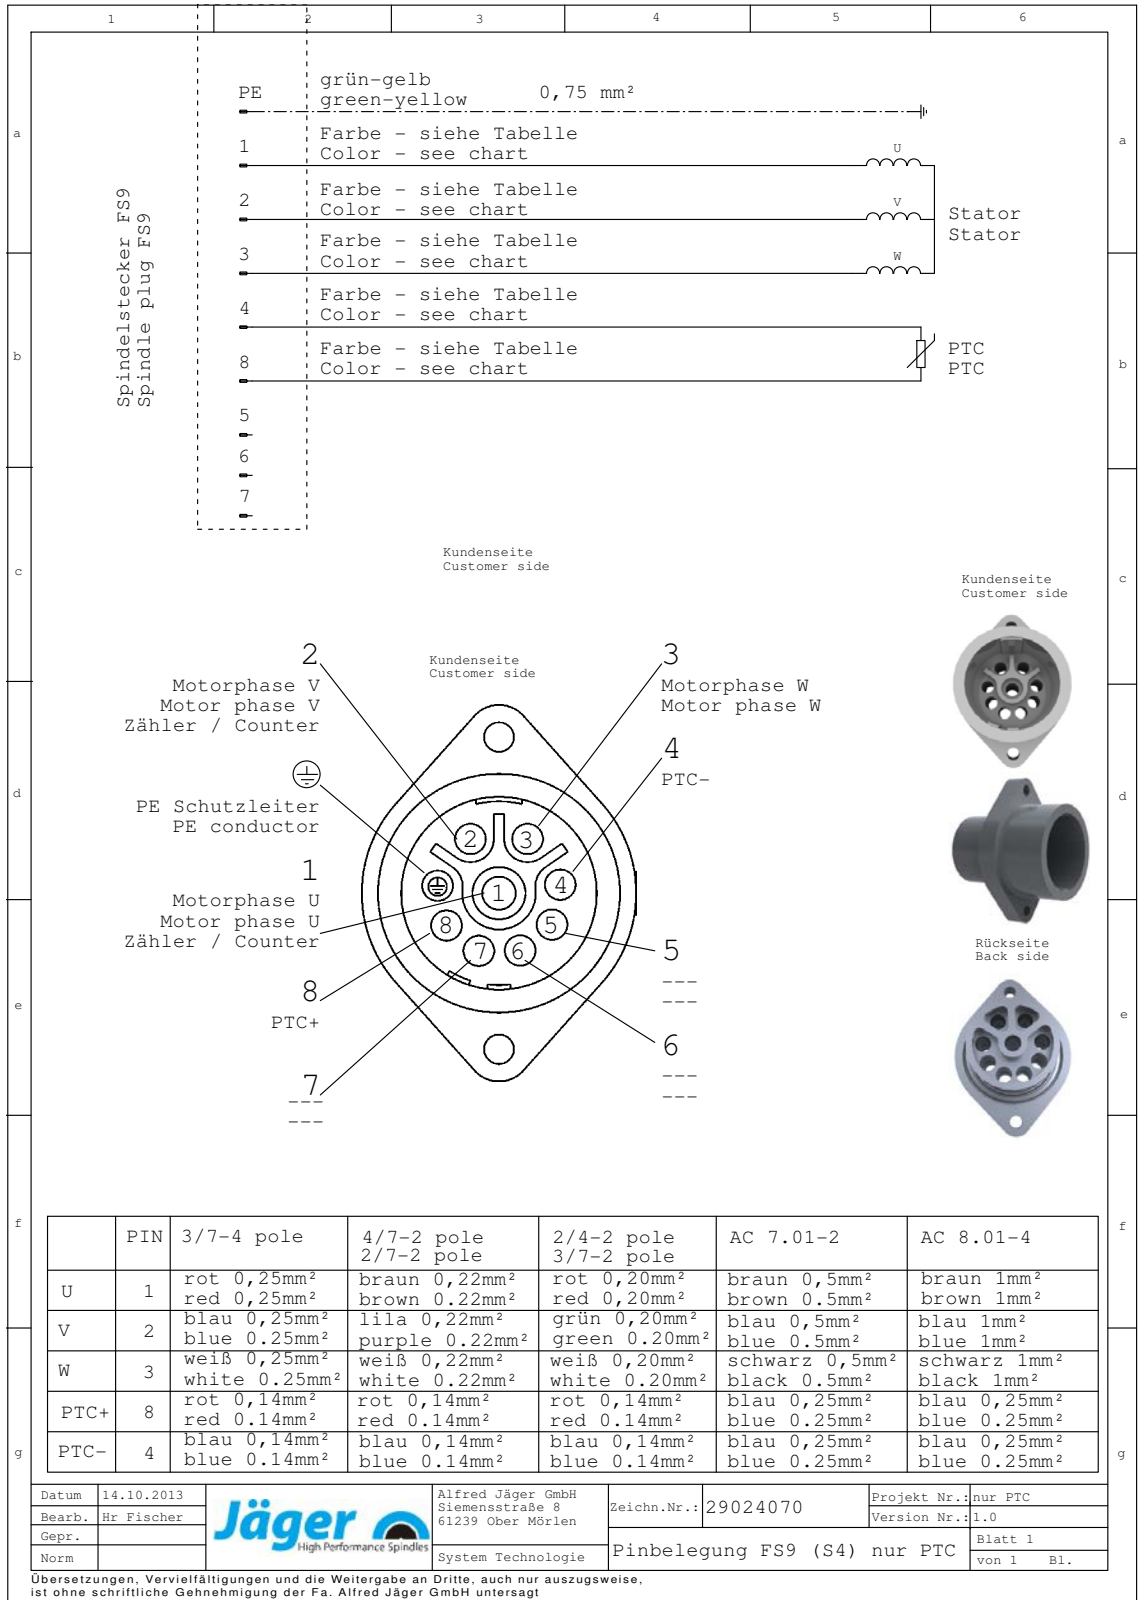 1 2 3 4 5 6
a
b
c
d
e
f
g
a
b
c
d
e
f
g
Spindelstecker FS9
Spindle plug FS9
PE
grün-gelb
green-yellow 0,75 mm²
1
Farbe - siehe Tabelle
Color - see chart
U
2
Farbe - siehe Tabelle
Color - see chart
V
3
Farbe - siehe Tabelle
Color - see chart
W
Stator
Stator
4
Farbe - siehe Tabelle
Color - see chart
8
Farbe - siehe Tabelle
Color - see chart
PTC
PTC
5
6
7
Kundenseite
Customer side
Kundenseite
Customer side
Kundenseite
Customer side
2
Motorphase V
Motor phase V
Zähler / Counter
3
Motorphase W
Motor phase W
4
PTC-
PE Schutzleiter
PE conductor
1
Motorphase U
Motor phase U
Zähler / Counter
8
PTC+
7
---
---
5
---
---
6
---
---
2 3
1 4
8 5
7 6
Rückseite
Back side
PIN 3/7-4 pole 4/7-2 pole 2/4-2 pole AC 7.01-2 AC 8.01-4
2/7-2 pole 3/7-2 pole
U 1 rot 0,25mm² braun 0,22mm² rot 0,20mm² braun 0,5mm² braun 1mm²
red 0,25mm² brown 0.22mm² red 0,20mm² brown 0.5mm² brown 1mm²
V 2 blau 0,25mm² lila 0,22mm² grün 0,20mm² blau 0,5mm² blau 1mm²
blue 0.25mm² purple 0.22mm² green 0.20mm² blue 0.5mm² blue 1mm²
W 3 weiß 0,25mm² weiß 0,22mm² weiß 0,20mm² schwarz 0,5mm² schwarz 1mm²
white 0.25mm² white 0.22mm² white 0.20mm² black 0.5mm² black 1mm²
PTC+ 8 rot 0,14mm² rot 0,14mm² rot 0,14mm² blau 0,25mm² blau 0,25mm²
red 0.14mm² red 0.14mm² red 0.14mm² blue 0.25mm² blue 0.25mm²
PTC- 4 blau 0,14mm² blau 0,14mm² blau 0,14mm² blau 0,25mm² blau 0,25mm²
blue 0.14mm² blue 0.14mm² blue 0.14mm² blue 0.25mm² blue 0.25mm²
Datum 14.10.2013
Bearb. Hr Fischer
Gepr.
Norm
Jäger
High Performance Spindles
Alfred Jäger GmbH
Siemensstraße 8
61239 Ober Mörlen
System Technologie
Zeichn.Nr.: 29024070
Pinbelegung FS9 (S4) nur PTC
Projekt Nr.: nur PTC
Version Nr.: 1.0
Blatt 1
von 1 Bl.
Übersetzungen, Vervielfältigungen und die Weitergabe an Dritte, auch nur auszugsweise,
ist ohne schriftliche Gehnehmigung der Fa. Alfred Jäger GmbH untersagt